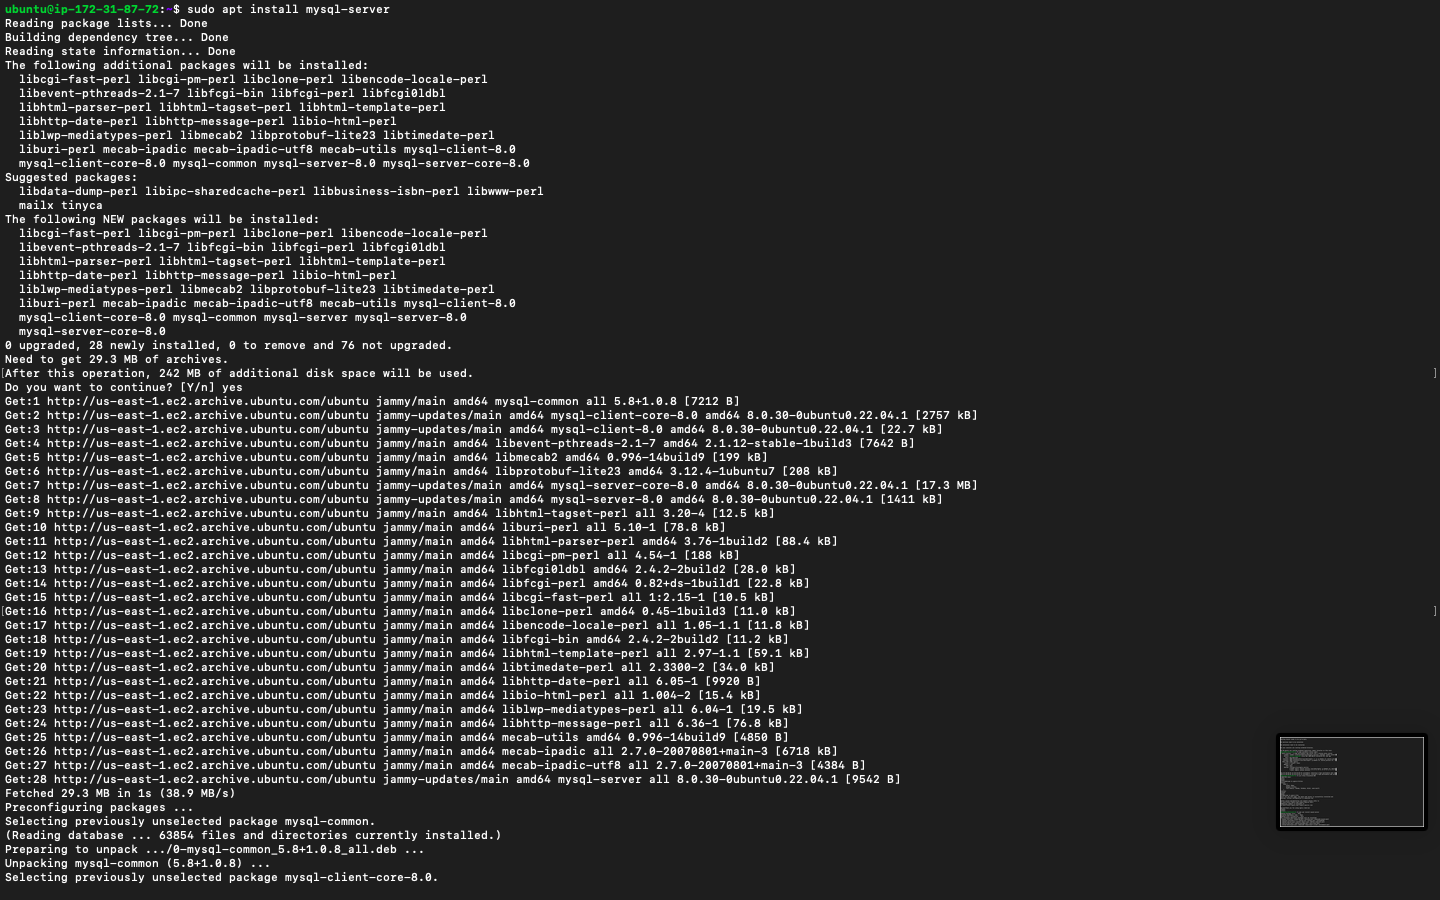 ubuntu@ip-172-31-87-72:~$ sudo apt install mysql-server
Reading package lists... Done
Building dependency tree... Done
Reading state information... Done
The following additional packages will be installed:
  libcgi-fast-perl libcgi-pm-perl libclone-perl libencode-locale-perl
  libevent-pthreads-2.1-7 libfcgi-bin libfcgi-perl libfcgi0ldbl
  libhtml-parser-perl libhtml-tagset-perl libhtml-template-perl
  libhttp-date-perl libhttp-message-perl libio-html-perl
  liblwp-mediatypes-perl libmecab2 libprotobuf-lite23 libtimedate-perl
  liburi-perl mecab-ipadic mecab-ipadic-utf8 mecab-utils mysql-client-8.0
  mysql-client-core-8.0 mysql-common mysql-server-8.0 mysql-server-core-8.0
Suggested packages:
  libdata-dump-perl libipc-sharedcache-perl libbusiness-isbn-perl libwww-perl
  mailx tinyca
The following NEW packages will be installed:
  libcgi-fast-perl libcgi-pm-perl libclone-perl libencode-locale-perl
  libevent-pthreads-2.1-7 libfcgi-bin libfcgi-perl libfcgi0ldbl
  libhtml-parser-perl libhtml-tagset-perl libhtml-template-perl
  libhttp-date-perl libhttp-message-perl libio-html-perl
  liblwp-mediatypes-perl libmecab2 libprotobuf-lite23 libtimedate-perl
  liburi-perl mecab-ipadic mecab-ipadic-utf8 mecab-utils mysql-client-8.0
  mysql-client-core-8.0 mysql-common mysql-server mysql-server-8.0
  mysql-server-core-8.0
0 upgraded, 28 newly installed, 0 to remove and 76 not upgraded.
Need to get 29.3 MB of archives.
[After this operation, 242 MB of additional disk space will be used. ]
Do you want to continue? [Y/n] yes
Get:1 http://us-east-1.ec2.archive.ubuntu.com/ubuntu jammy/main amd64 mysql-common all 5.8+1.0.8 [7212 B]
Get:2 http://us-east-1.ec2.archive.ubuntu.com/ubuntu jammy-updates/main amd64 mysql-client-core-8.0 amd64 8.0.30-0ubuntu0.22.04.1 [2757 kB]
Get:3 http://us-east-1.ec2.archive.ubuntu.com/ubuntu jammy-updates/main amd64 mysql-client-8.0 amd64 8.0.30-0ubuntu0.22.04.1 [22.7 kB]
Get:4 http://us-east-1.ec2.archive.ubuntu.com/ubuntu jammy/main amd64 libevent-pthreads-2.1-7 amd64 2.1.12-stable-1build3 [7642 B]
Get:5 http://us-east-1.ec2.archive.ubuntu.com/ubuntu jammy/main amd64 libmecab2 amd64 0.996-14build9 [199 kB]
Get:6 http://us-east-1.ec2.archive.ubuntu.com/ubuntu jammy/main amd64 libprotobuf-lite23 amd64 3.12.4-1ubuntu7 [208 kB]
Get:7 http://us-east-1.ec2.archive.ubuntu.com/ubuntu jammy-updates/main amd64 mysql-server-core-8.0 amd64 8.0.30-0ubuntu0.22.04.1 [17.3 MB]
Get:8 http://us-east-1.ec2.archive.ubuntu.com/ubuntu jammy-updates/main amd64 mysql-server-8.0 amd64 8.0.30-0ubuntu0.22.04.1 [1411 kB]
Get:9 http://us-east-1.ec2.archive.ubuntu.com/ubuntu jammy/main amd64 libhtml-tagset-perl all 3.20-4 [12.5 kB]
Get:10 http://us-east-1.ec2.archive.ubuntu.com/ubuntu jammy/main amd64 liburi-perl all 5.10-1 [78.8 kB]
Get:11 http://us-east-1.ec2.archive.ubuntu.com/ubuntu jammy/main amd64 libhtml-parser-perl amd64 3.76-1build2 [88.4 kB]
Get:12 http://us-east-1.ec2.archive.ubuntu.com/ubuntu jammy/main amd64 libcgi-pm-perl all 4.54-1 [188 kB]
Get:13 http://us-east-1.ec2.archive.ubuntu.com/ubuntu jammy/main amd64 libfcgi0ldbl amd64 2.4.2-2build2 [28.0 kB]
Get:14 http://us-east-1.ec2.archive.ubuntu.com/ubuntu jammy/main amd64 libfcgi-perl amd64 0.82+ds-1build1 [22.8 kB]
Get:15 http://us-east-1.ec2.archive.ubuntu.com/ubuntu jammy/main amd64 libcgi-fast-perl all 1:2.15-1 [10.5 kB]
[Get:16 http://us-east-1.ec2.archive.ubuntu.com/ubuntu jammy/main amd64 libclone-perl amd64 0.45-1build3 [11.0 kB] ]
Get:17 http://us-east-1.ec2.archive.ubuntu.com/ubuntu jammy/main amd64 libencode-locale-perl all 1.05-1.1 [11.8 kB]
Get:18 http://us-east-1.ec2.archive.ubuntu.com/ubuntu jammy/main amd64 libfcgi-bin amd64 2.4.2-2build2 [11.2 kB]
Get:19 http://us-east-1.ec2.archive.ubuntu.com/ubuntu jammy/main amd64 libhtml-template-perl all 2.97-1.1 [59.1 kB]
Get:20 http://us-east-1.ec2.archive.ubuntu.com/ubuntu jammy/main amd64 libtimedate-perl all 2.3300-2 [34.0 kB]
Get:21 http://us-east-1.ec2.archive.ubuntu.com/ubuntu jammy/main amd64 libhttp-date-perl all 6.05-1 [9920 B]
Get:22 http://us-east-1.ec2.archive.ubuntu.com/ubuntu jammy/main amd64 libio-html-perl all 1.004-2 [15.4 kB]
Get:23 http://us-east-1.ec2.archive.ubuntu.com/ubuntu jammy/main amd64 liblwp-mediatypes-perl all 6.04-1 [19.5 kB]
Get:24 http://us-east-1.ec2.archive.ubuntu.com/ubuntu jammy/main amd64 libhttp-message-perl all 6.36-1 [76.8 kB]
Get:25 http://us-east-1.ec2.archive.ubuntu.com/ubuntu jammy/main amd64 mecab-utils amd64 0.996-14build9 [4850 B]
Get:26 http://us-east-1.ec2.archive.ubuntu.com/ubuntu jammy/main amd64 mecab-ipadic all 2.7.0-20070801+main-3 [6718 kB]
Get:27 http://us-east-1.ec2.archive.ubuntu.com/ubuntu jammy/main amd64 mecab-ipadic-utf8 all 2.7.0-20070801+main-3 [4384 B]
Get:28 http://us-east-1.ec2.archive.ubuntu.com/ubuntu jammy-updates/main amd64 mysql-server all 8.0.30-0ubuntu0.22.04.1 [9542 B]
Fetched 29.3 MB in 1s (38.9 MB/s)
Preconfiguring packages ...
Selecting previously unselected package mysql-common.
(Reading database ... 63854 files and directories currently installed.)
Preparing to unpack .../0-mysql-common_5.8+1.0.8_all.deb ...
Unpacking mysql-common (5.8+1.0.8) ...
Selecting previously unselected package mysql-client-core-8.0.